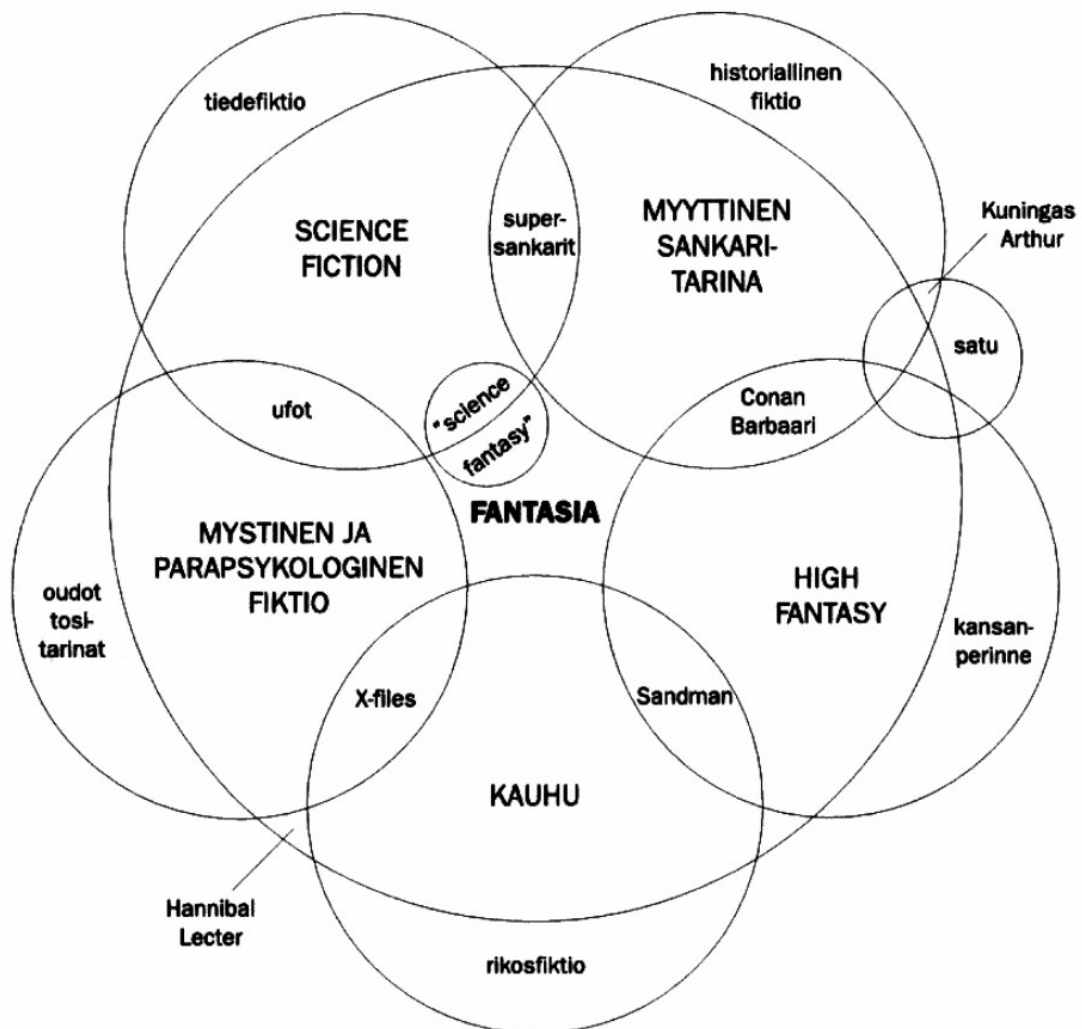 tiedefiktio
historiallinen
fiktio
SCIENCE
FICTION
super-
sankarit
MYYTTINEN
SANKARI-
TARINA
Kuningas
Arthur
satu
ufot
"science
fantasy"
Conan
Barbaari
FANTASIA
MYSTINEN JA
PARAPSYKOLOGINEN
FIKTIO
HIGH
FANTASY
oudot
tosi-
tarinat
kansan-
perinne
X-files
Sandman
KAUHU
Hannibal
Lecter
rikosfiktio